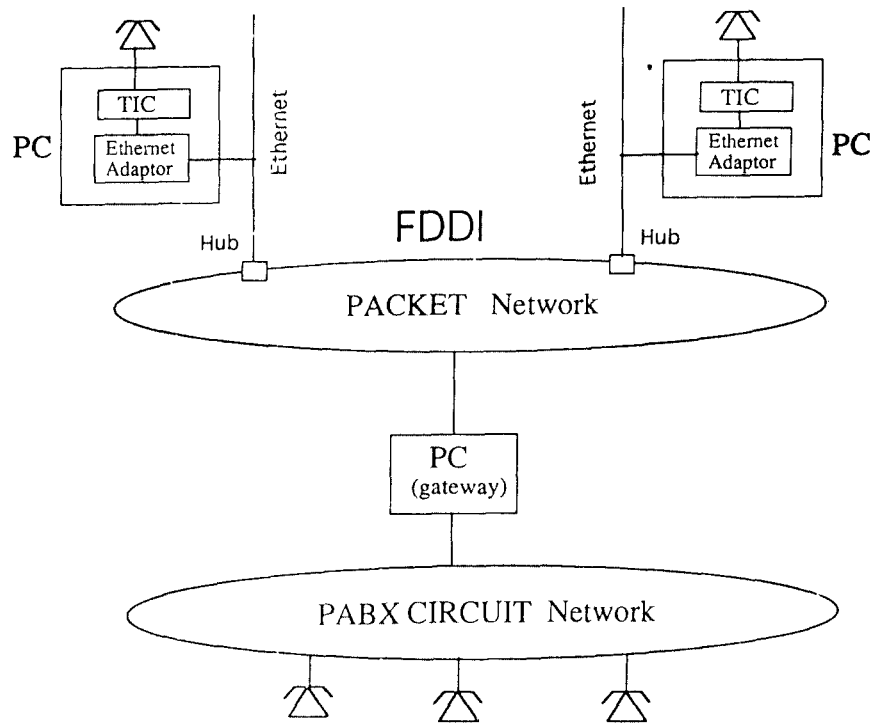 TIC
Ethernet
Adaptor
PC
Ethernet
Hub
FDDI
Ethernet
TIC
Ethernet
Adaptor
PC
Hub
PACKET Network
PC
(gateway)
PABX CIRCUIT Network